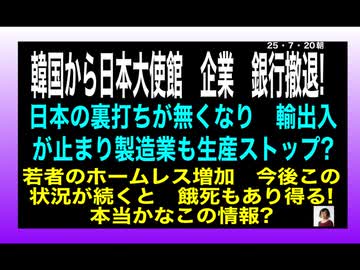 25・7・20朝
韓国から日本大使館　企業　銀行撤退!
日本の裏打ちが無くなり　輸出入
が止まり製造業も生産ストップ?
若者のホームレス増加　今後この
状況が続くと　餓死もあり得る!
本当かなこの情報?